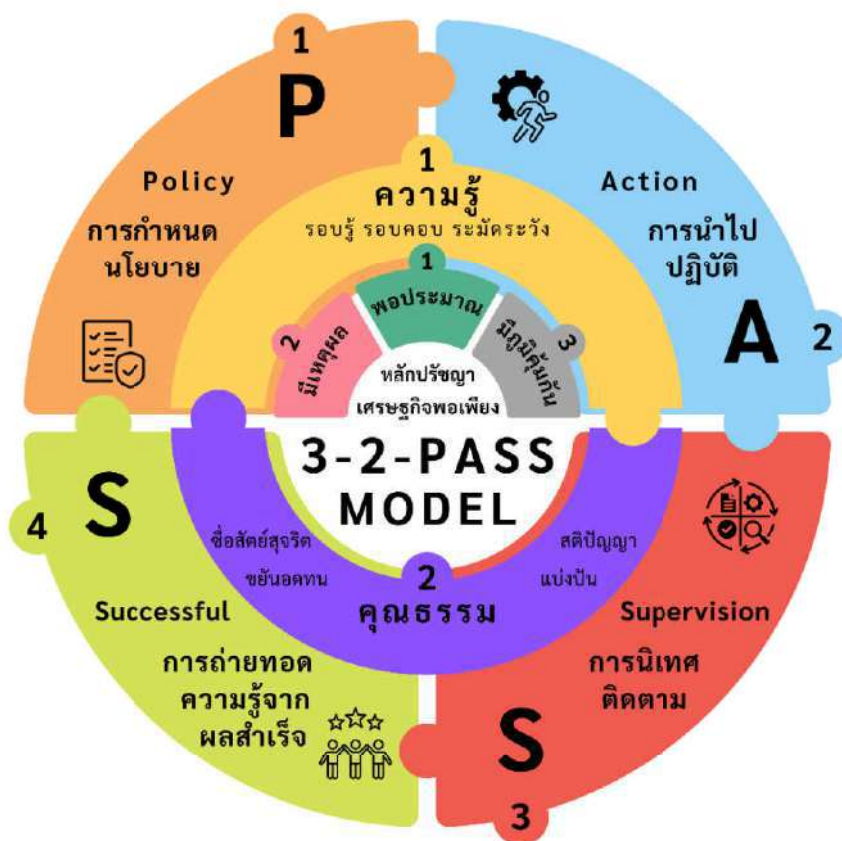 1
P
Policy
การกำหนด
นโยบาย
Action
การนำไป
ปฏิบัติ
A
2
1
ความรู้
รอบรู้ รอบคอบ ระมัดระวัง
1
พอประมาณ
2
มีเหตุผล
3
มีภูมิคุ้มกัน
หลักปรัชญา
เศรษฐกิจพอเพียง
3-2-PASS
MODEL
ซื่อสัตย์สุจริต
ขยันอดทน
สติปัญญา
แบ่งปัน
2
คุณธรรม
Supervision
การนิเทศ
ติดตาม
S
3
4
S
Successful
การถ่ายทอด
ความรู้จาก
ผลสำเร็จ